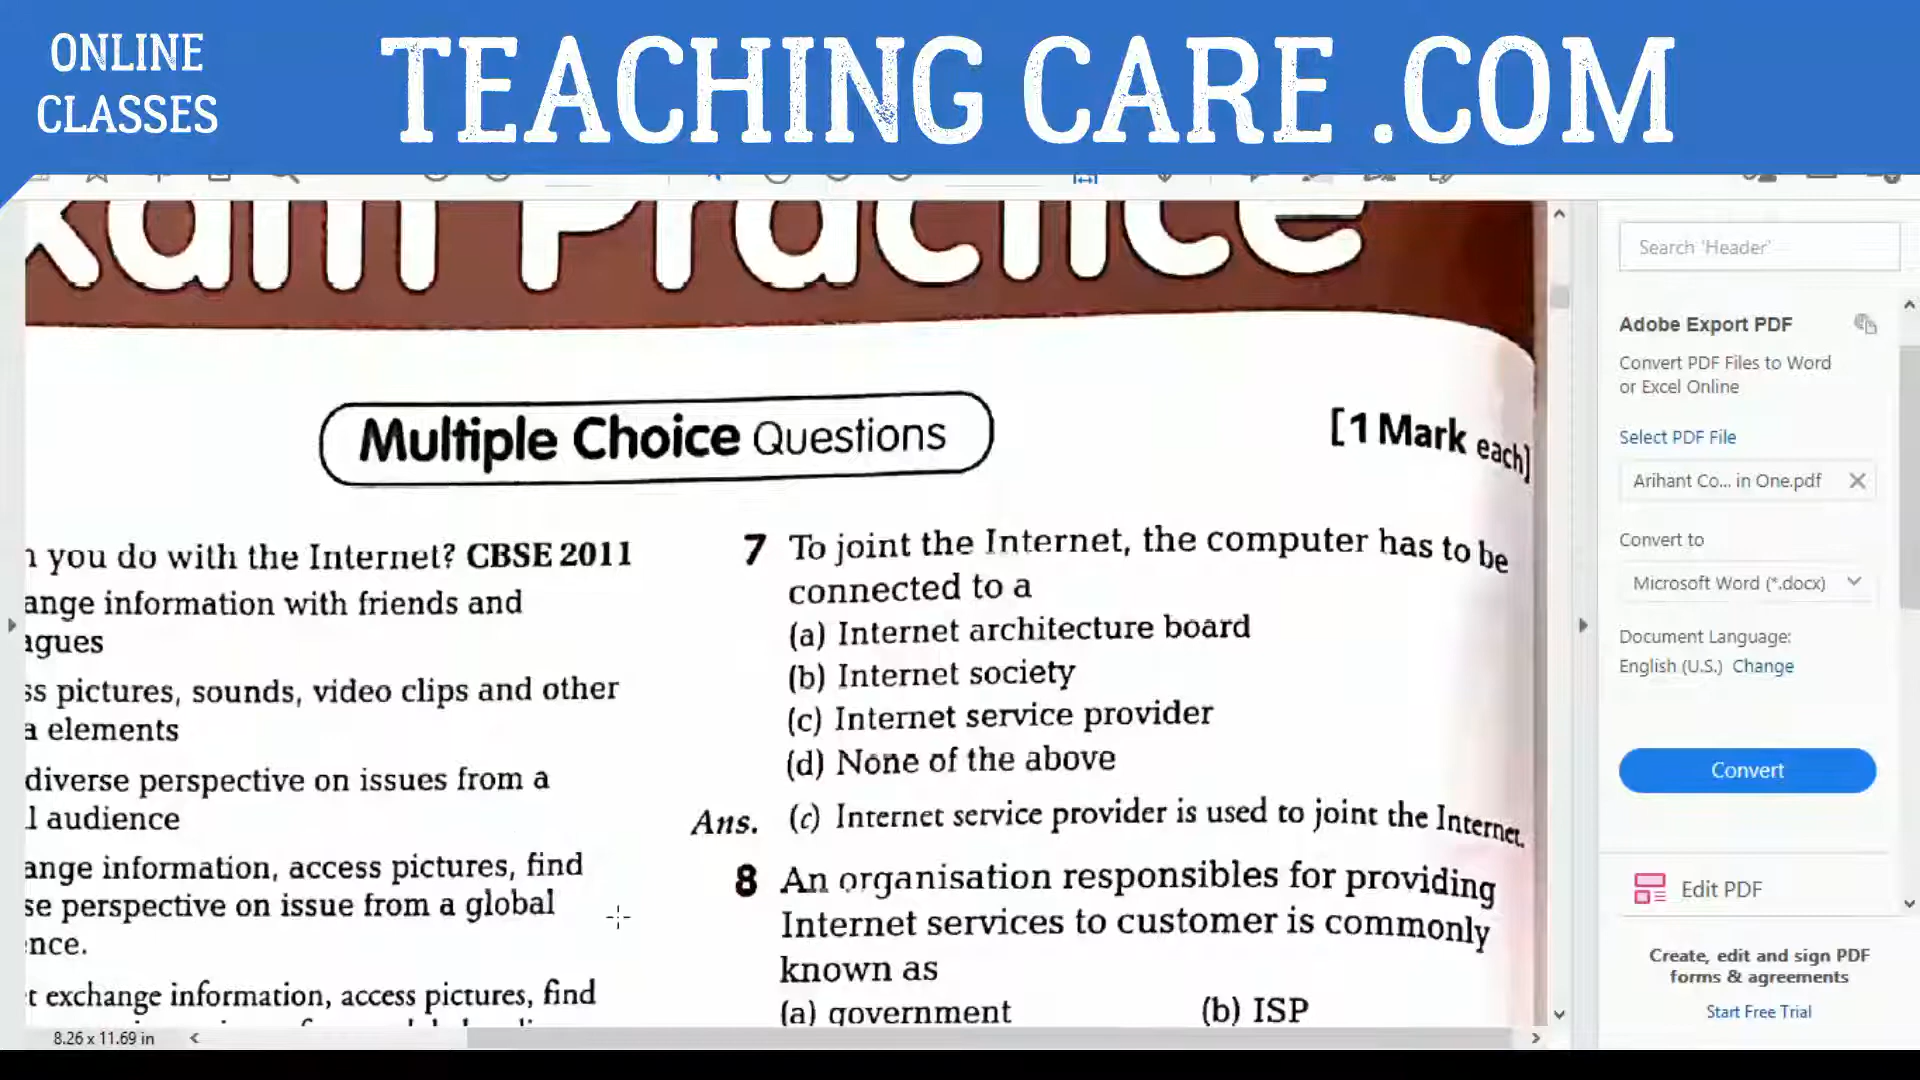 ONLINE
CLASSES
TEACHING CARE .COM
xam Practice
Multiple Choice Questions
[1 Mark each]
you do with the Internet? CBSE 2011
ange information with friends and
agues
ss pictures, sounds, video clips and other
a elements
diverse perspective on issues from a
l audience
ange information, access pictures, find
se perspective on issue from a global
nce.
t exchange information, access pictures, find
7 To joint the Internet, the computer has to be
connected to a
(a) Internet architecture board
(b) Internet society
(c) Internet service provider
(d) None of the above
Ans. (c) Internet service provider is used to joint the Internet.
8 An organisation responsibles for providing
Internet services to customer is commonly
known as
(a) government (b) ISP
8.26 x 11.69 in
Search 'Header'
Adobe Export PDF
Convert PDF Files to Word
or Excel Online
Select PDF File
Arihant Co... in One.pdf
Convert to
Microsoft Word (*.docx)
Document Language:
English (U.S.) Change
Convert
Edit PDF
Create, edit and sign PDF
forms & agreements
Start Free Trial